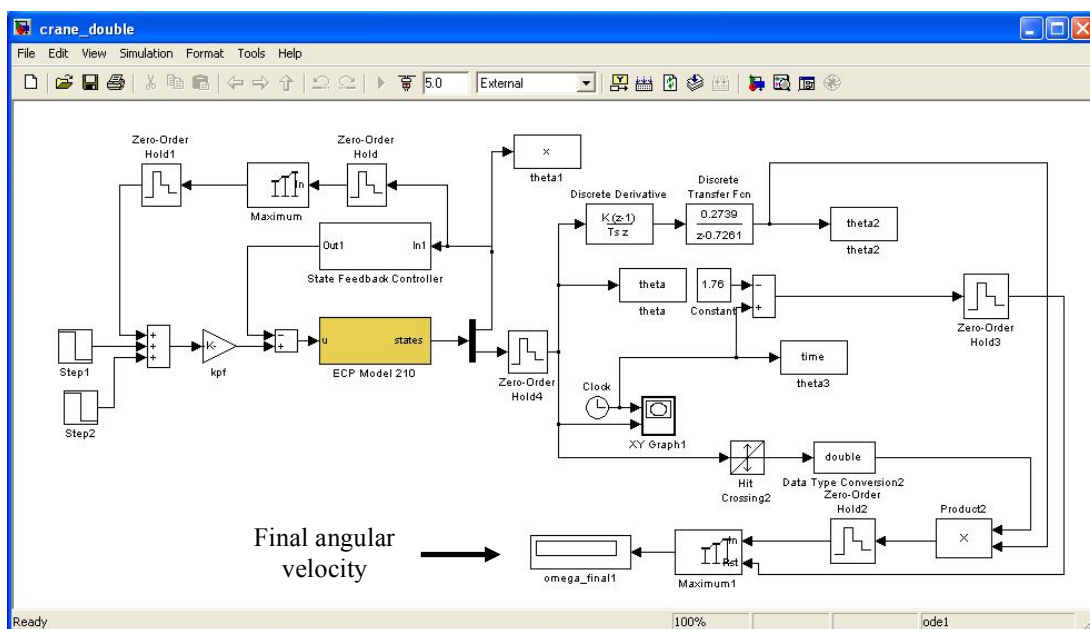 crane_double
File Edit View Simulation Format Tools Help
5.0 External
Zero-Order
Hold1
In
Maximum
Zero-Order
Hold
x
theta1
Out1 In1
State Feedback Controller
Discrete Derivative
K (z-1)
Ts z
Discrete
Transfer Fcn
0.2739
z-0.7261
theta2
theta2
theta
theta
1.76
Constant
−
+
Zero-Order
Hold3
Step1
Step2
+
+
+
K-
kpf
−
+
u states
ECP Model 210
Zero-Order
Hold4
time
theta3
Clock
XY Graph1
Hit
Crossing2
double
Data Type Conversion2
Zero-Order
Hold2
Product2
×
Final angular
velocity
omega_final1
In
Rst
Maximum1
Ready 100% ode1